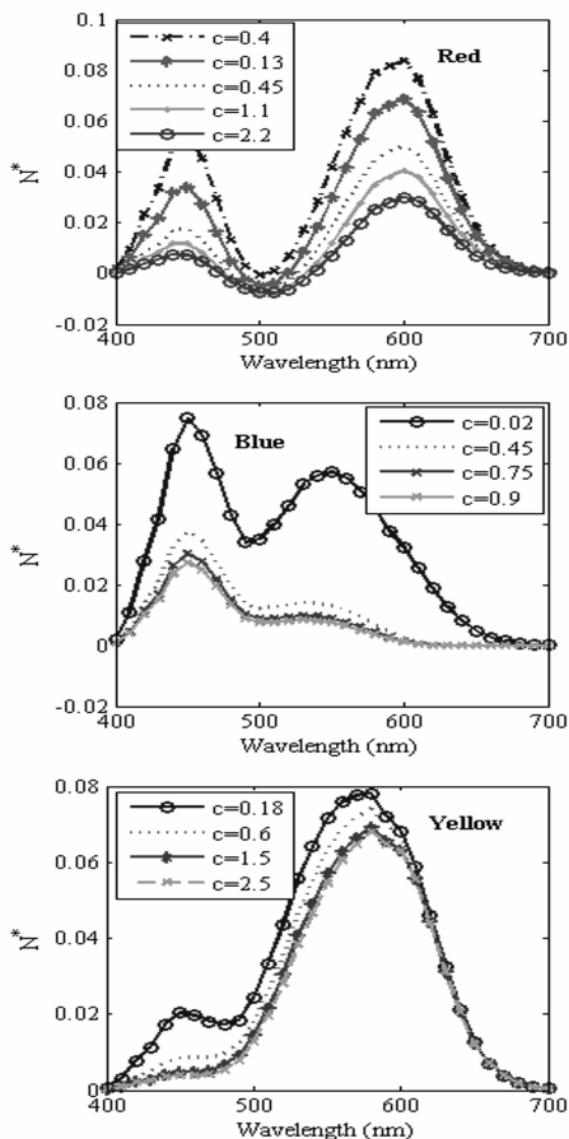 0.1
0.08
0.06
0.04
0.02
0
-0.02
N*
c=0.4
c=0.13
c=0.45
c=1.1
c=2.2
Red
400 500 600 700
Wavelength (nm)
0.08
0.06
0.04
0.02
0
-0.02
N*
Blue
c=0.02
c=0.45
c=0.75
c=0.9
400 500 600 700
Wavelength (nm)
0.08
0.06
0.04
0.02
0
N*
c=0.18
c=0.6
c=1.5
c=2.5
Yellow
400 500 600 700
Wavelength (nm)